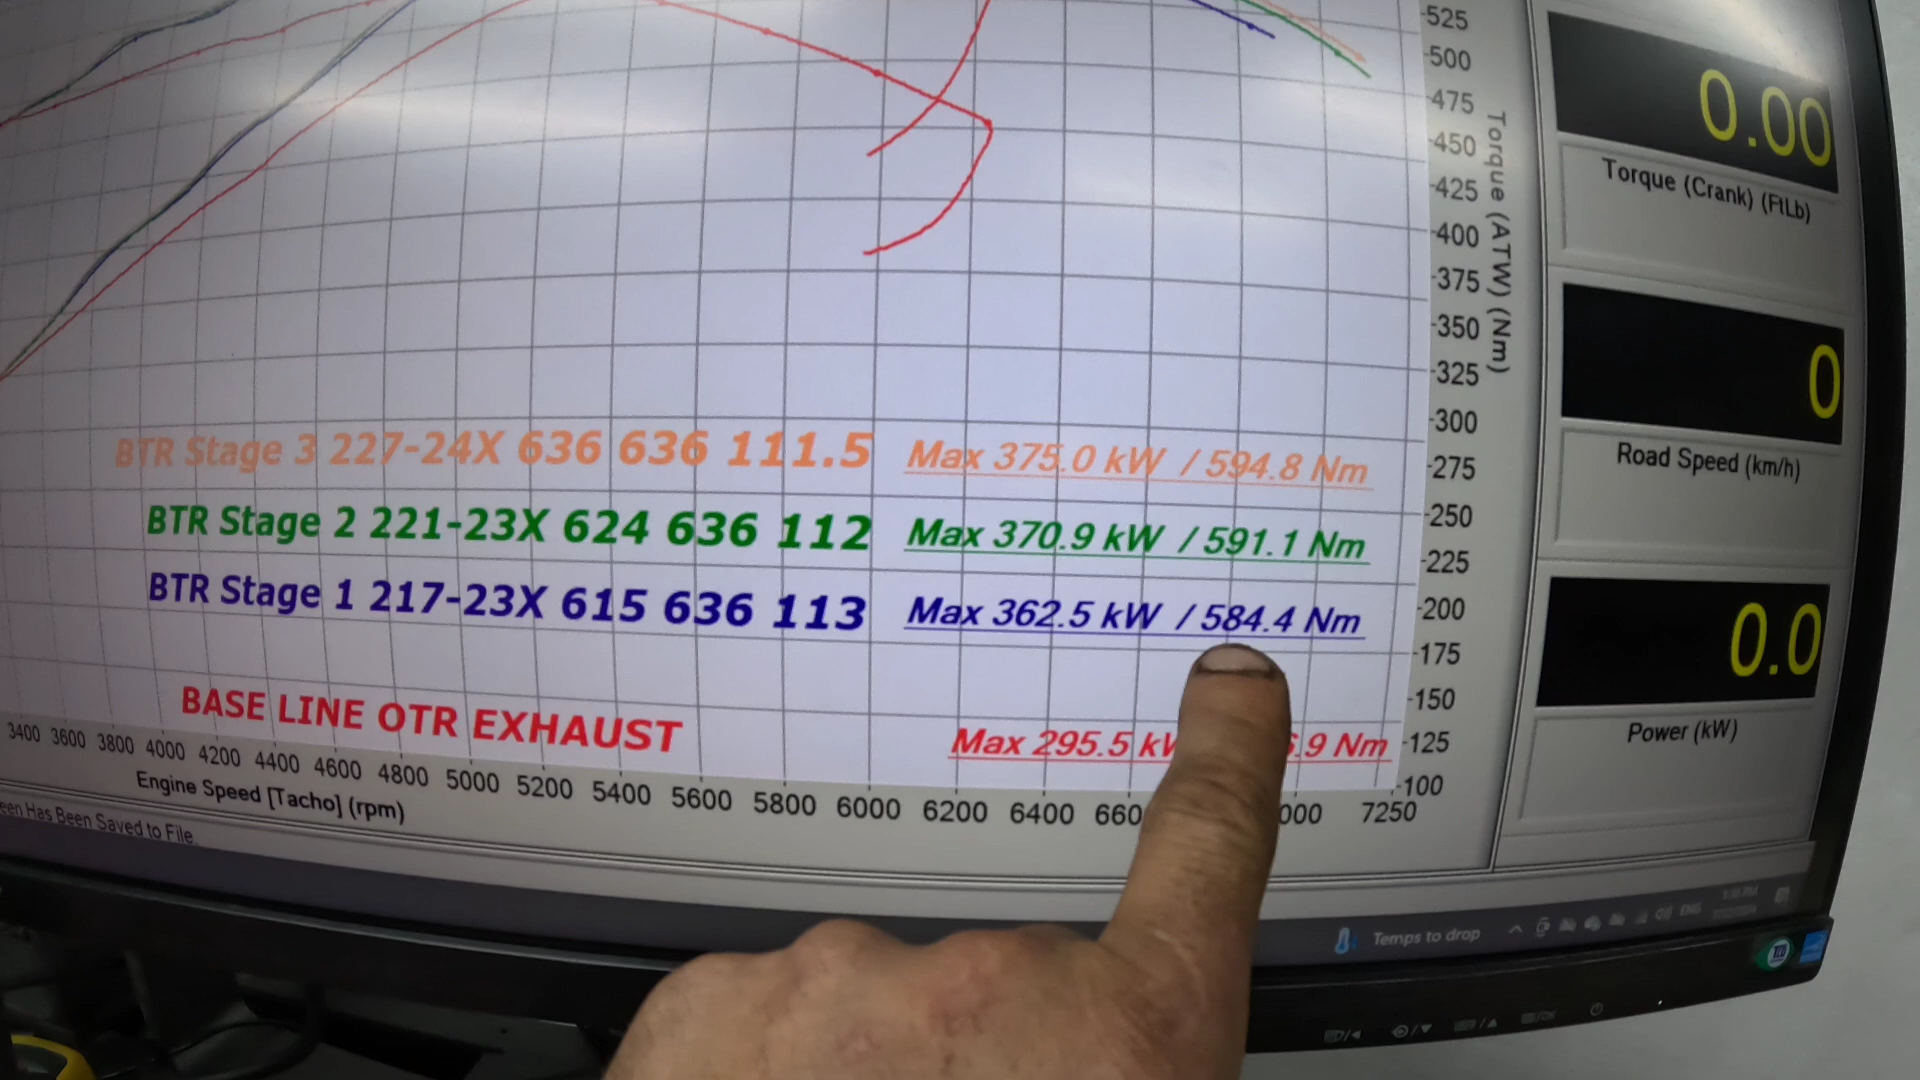 525
500
475
450
425
400
375
350
325
300
275
250
225
200
175
150
125
100
Torque (ATW) (Nm)
0.00
Torque (Crank) (FtLb)
0
Road Speed (km/h)
0.0
Power (kW)
BTR Stage 3 227-24X 636 636 111.5 Max 375.0 kW / 594.8 Nm
BTR Stage 2 221-23X 624 636 112 Max 370.9 kW / 591.1 Nm
BTR Stage 1 217-23X 615 636 113 Max 362.5 kW / 584.4 Nm
BASE LINE OTR EXHAUST Max 295.5 .9 Nm
3400 3600 3800 4000 4200 4400 4600 4800 5000 5200 5400 5600 5800 6000 6200 6400 7250
Engine Speed [Tacho] (rpm)
Has Been Saved to File.
Temps to drop
ENG